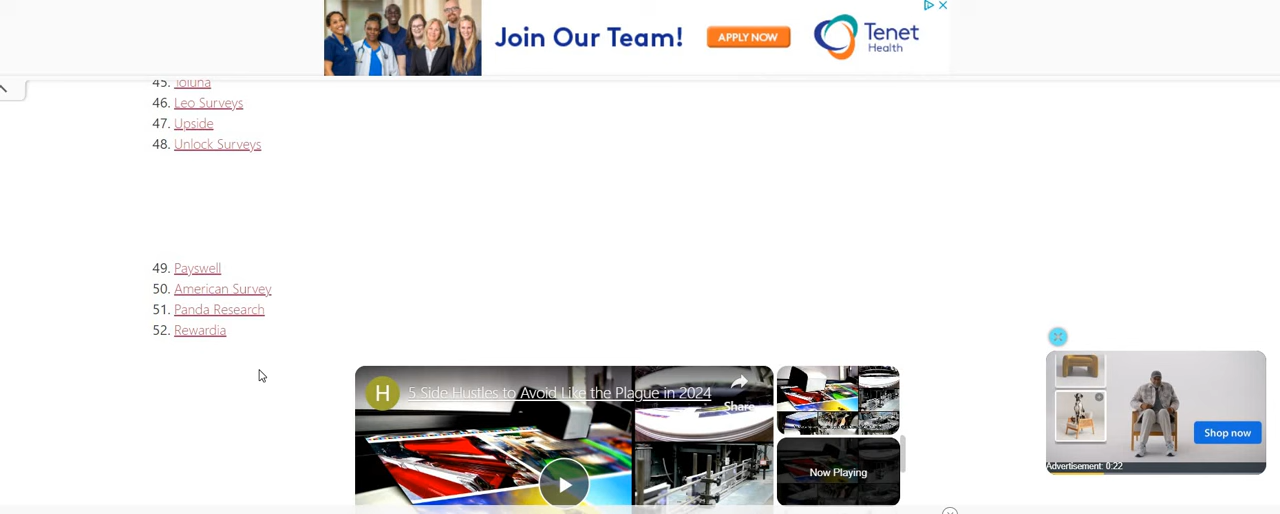 Join Our Team!
APPLY NOW
Tenet
Health
45. Toluna
46. Leo Surveys
47. Upside
48. Unlock Surveys
49. Payswell
50. American Survey
51. Panda Research
52. Rewardia
H
5 Side Hustles to Avoid Like the Plague in 2024
Share
Now Playing
Shop now
Advertisement: 0:22